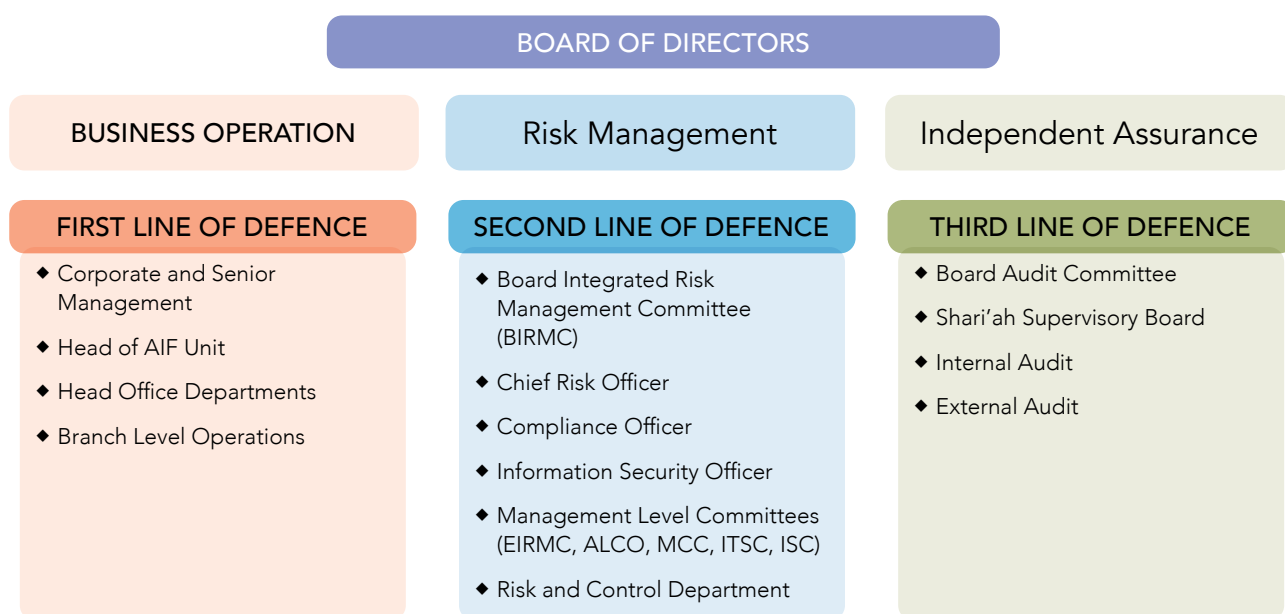 BOARD OF DIRECTORS
BUSINESS OPERATION
Risk Management
Independent Assurance
FIRST LINE OF DEFENCE
◆ Corporate and Senior
Management
◆ Head of AIF Unit
◆ Head Office Departments
◆ Branch Level Operations
SECOND LINE OF DEFENCE
◆ Board Integrated Risk
Management Committee
(BIRMC)
◆ Chief Risk Officer
◆ Compliance Officer
◆ Information Security Officer
◆ Management Level Committees
(EIRMC, ALCO, MCC, ITSC, ISC)
◆ Risk and Control Department
THIRD LINE OF DEFENCE
◆ Board Audit Committee
◆ Shari’ah Supervisory Board
◆ Internal Audit
◆ External Audit